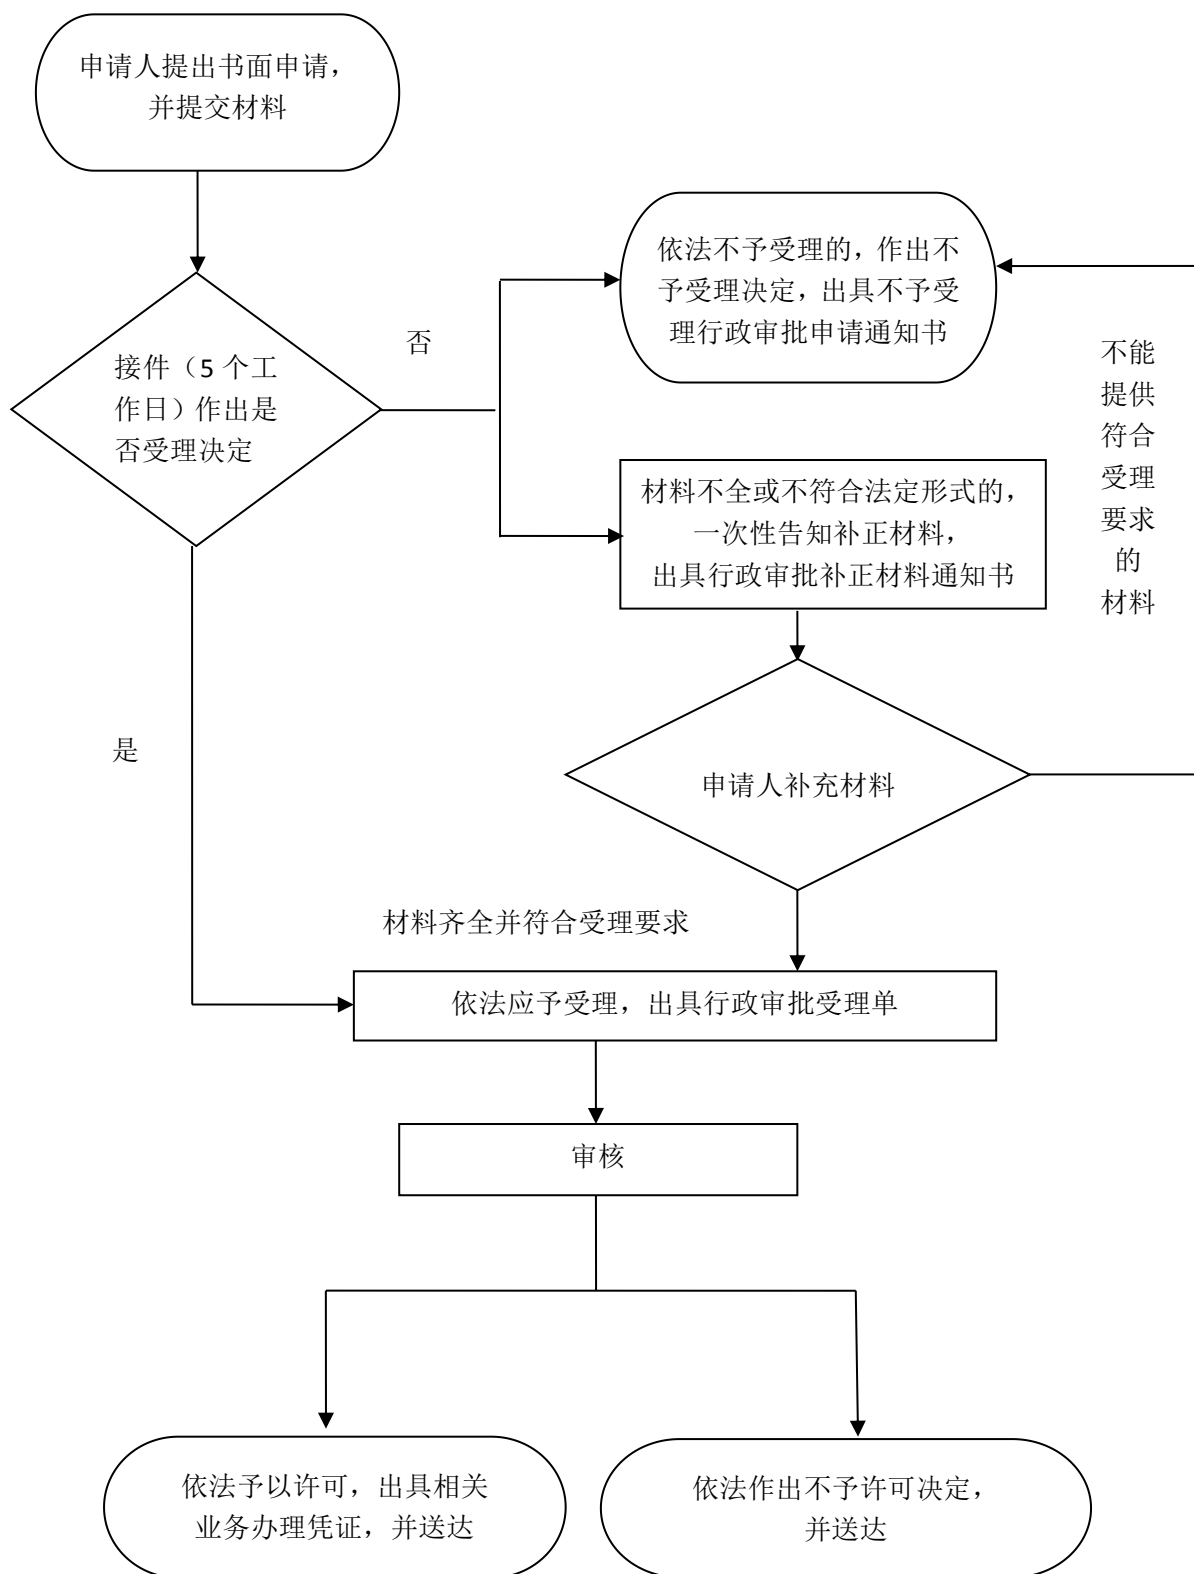 申请人提出书面申请，
并提交材料
依法不予受理的，作出不
予受理决定，出具不予受
理行政审批申请通知书
否
接件（5 个工
作日）作出是
否受理决定
不能
提供
符合
受理
要求
的
材料
材料不全或不符合法定形式的，
一次性告知补正材料，
出具行政审批补正材料通知书
是
申请人补充材料
材料齐全并符合受理要求
依法应予受理，出具行政审批受理单
审核
依法予以许可，出具相关
业务办理凭证，并送达
依法作出不予许可决定，
并送达